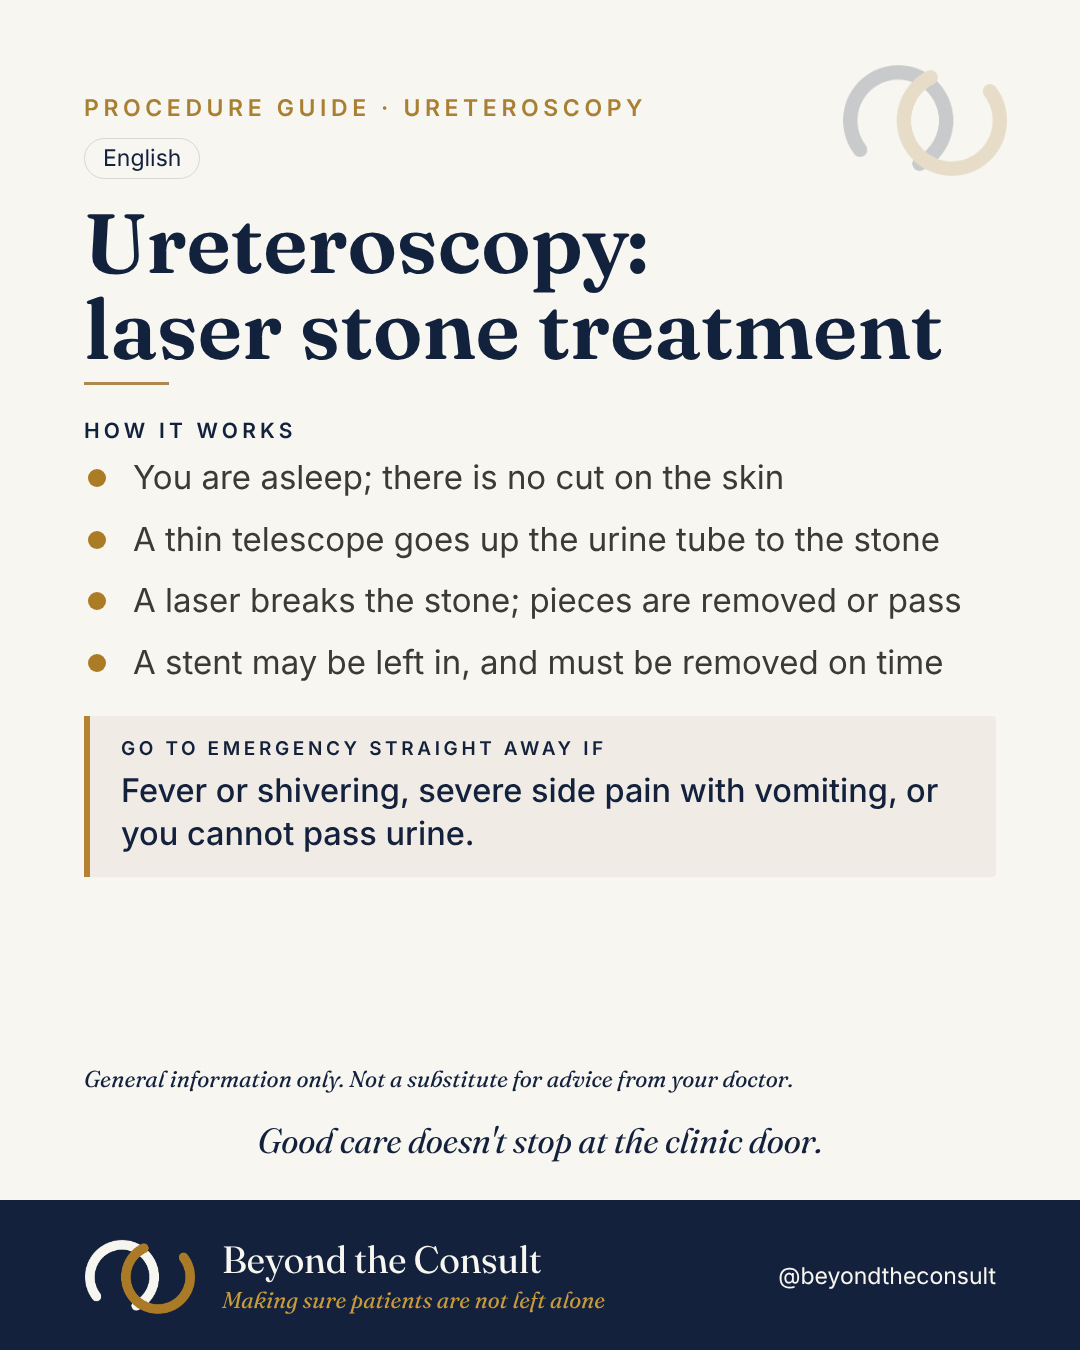 PROCEDURE GUIDE · URETEROSCOPY
English
Ureteroscopy:
laser stone treatment
HOW IT WORKS
You are asleep; there is no cut on the skin
A thin telescope goes up the urine tube to the stone
A laser breaks the stone; pieces are removed or pass
A stent may be left in, and must be removed on time
GO TO EMERGENCY STRAIGHT AWAY IF
Fever or shivering, severe side pain with vomiting, or
you cannot pass urine.
General information only. Not a substitute for advice from your doctor.
Good care doesn't stop at the clinic door.
Beyond the Consult
Making sure patients are not left alone
@beyondtheconsult